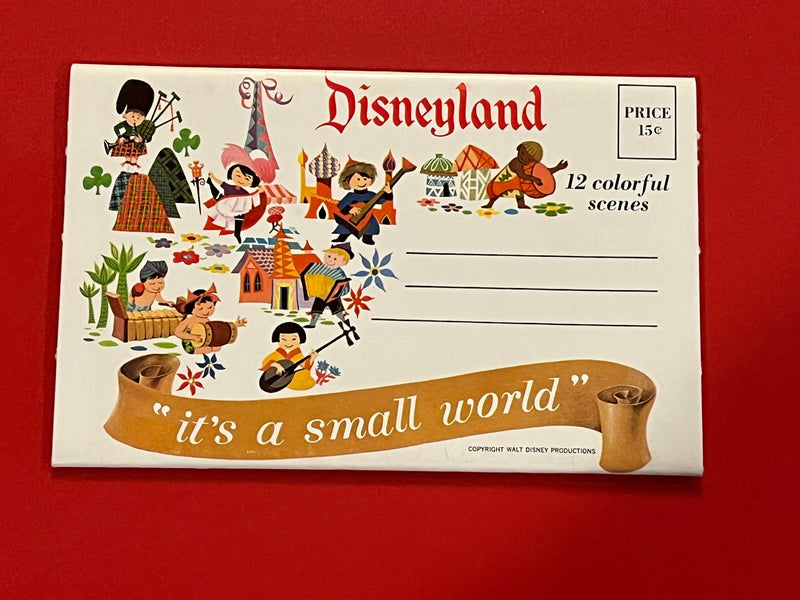 Disneyland
PRICE
15¢
12 colorful
scenes
"it's a small world"
COPYRIGHT WALT DISNEY PRODUCTIONS